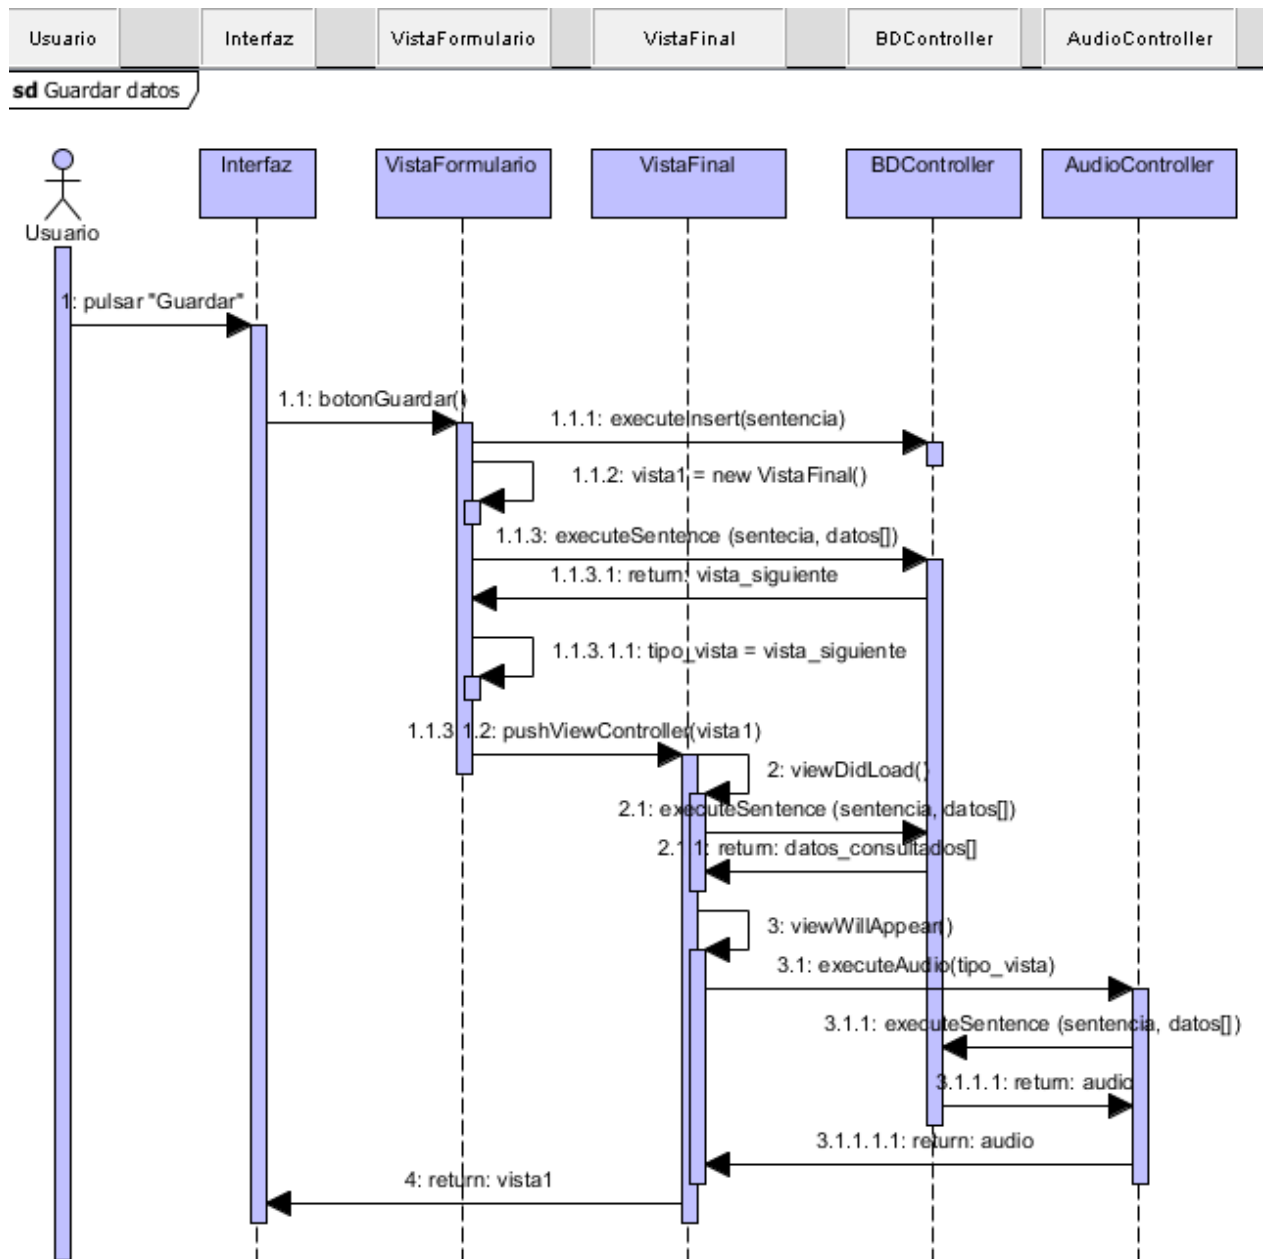 Usuario
Interfaz
VistaFormulario
VistaFinal
BDController
AudioController
sd Guardar datos
Interfaz
VistaFormulario
VistaFinal
BDController
AudioController
Usuario
1: pulsar "Guardar"
1.1: botonGuardar()
1.1.1: executeInsert(sentencia)
1.1.2: vista1 = new VistaFinal()
1.1.3: executeSentence (sentecia, datos[])
1.1.3.1: return: vista_siguiente
1.1.3.1.1: tipo_vista = vista_siguiente
1.1.3.1.2: pushViewController(vista1)
2: viewDidLoad()
2.1: executeSentence (sentencia, datos[])
2.1.1: return: datos_consultados[]
3: viewWillAppear()
3.1: executeAudio(tipo_vista)
3.1.1: executeSentence (sentencia, datos[])
3.1.1.1: return: audio
3.1.1.1.1: return: audio
4: return: vista1